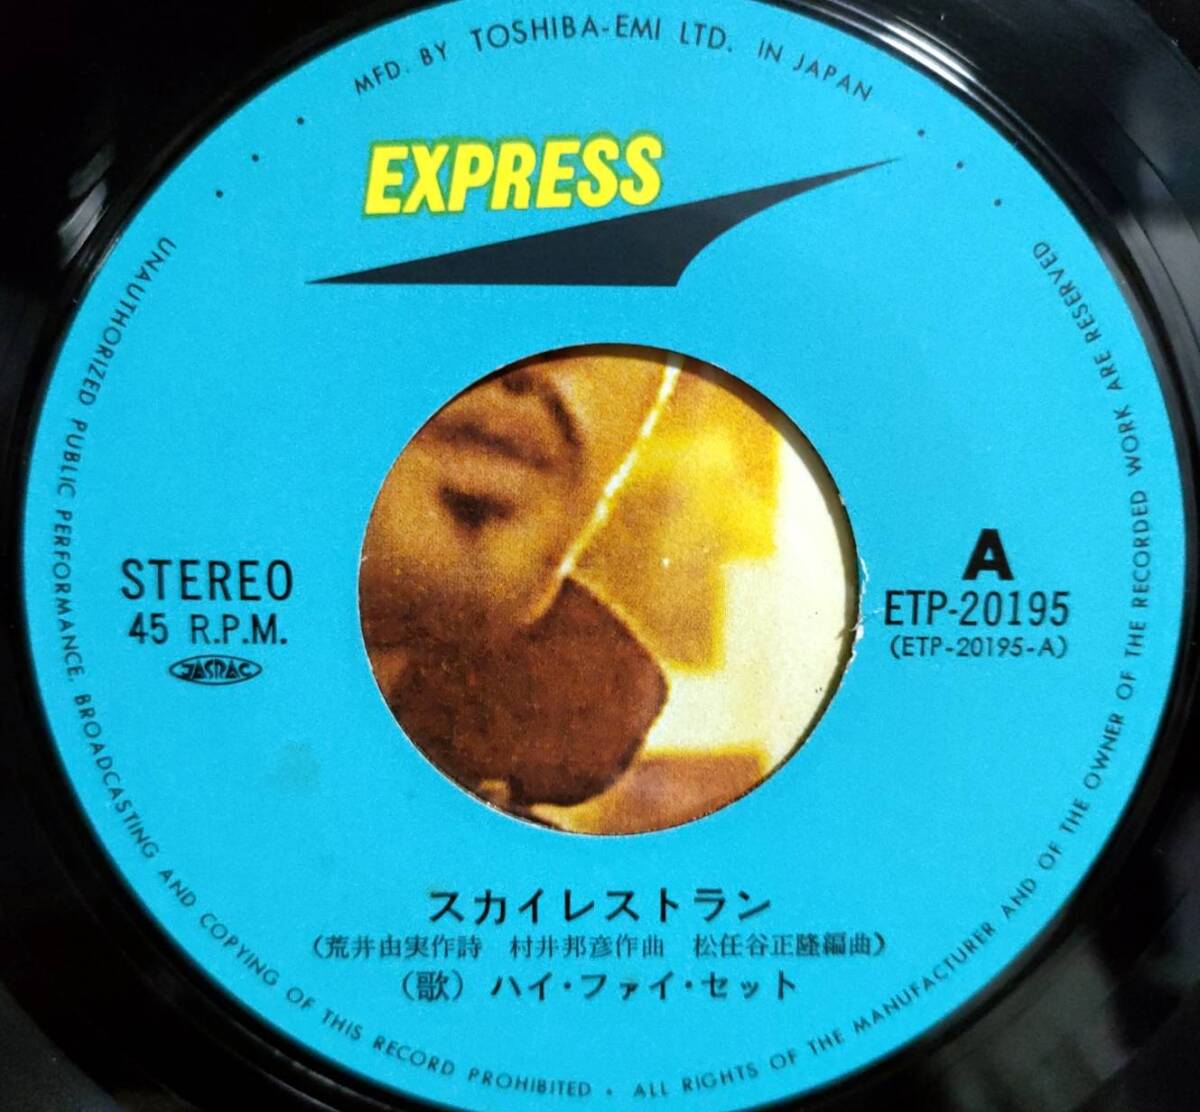 MFD. BY TOSHIBA-EMI LTD. IN JAPAN
EXPRESS
STEREO
45 R.P.M.
JASRAC
A
ETP-20195
(ETP-20195-A)
スカイレストラン
(荒井由実作詩 村井邦彦作曲 松任谷正隆編曲)
(歌) ハイ・ファイ・セット
UNAUTHORIZED PUBLIC PERFORMANCE, BROADCASTING AND COPYING OF THIS RECORD PROHIBITED • ALL RIGHTS OF THE MANUFACTURER AND OF THE OWNER OF THE RECORDED WORK ARE RESERVED